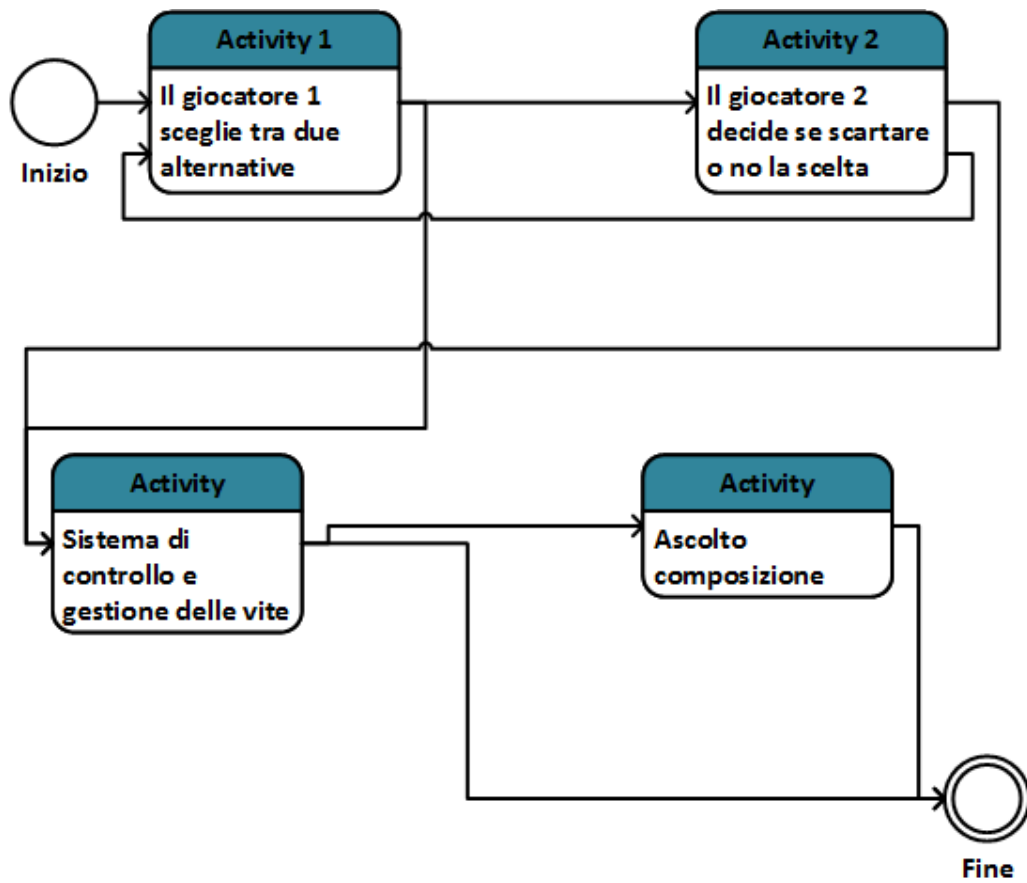 Activity 1
Il giocatore 1
sceglie tra due
alternative
Activity 2
Il giocatore 2
decide se scartare
o no la scelta
Inizio
Activity
Sistema di
controllo e
gestione delle vite
Activity
Ascolto
composizione
Fine